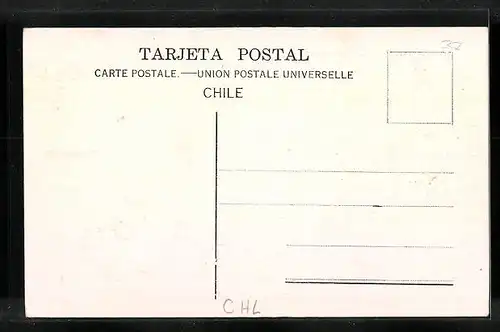 TARJETA POSTAL
CARTE POSTALE.—UNION POSTALE UNIVERSELLE
CHILE
CHL